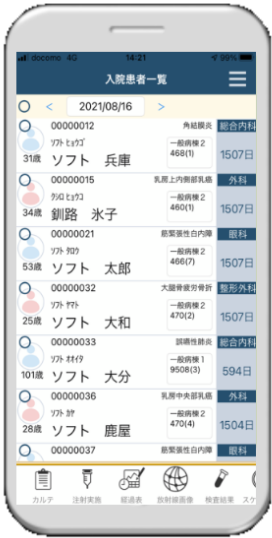 docomo 4G 14:21 99%
入院患者一覧
< 2021/08/16 >
00000012 角結膜炎 総合内科
ｿﾌﾄ ﾋｮｳｺﾞ 一般病棟2
31歳 ソフト 兵庫 468(1) 1507日
00000015 乳房上内側部乳癌 外科
ｸｼﾛ ﾋｮｳｺ 一般病棟2
34歳 釧路 氷子 460(1) 1507日
00000021 筋緊張性白内障 眼科
ｿﾌﾄ ﾀﾛｳ 一般病棟2
53歳 ソフト 太郎 466(7) 1507日
00000032 大腿骨疲労骨折 整形外科
ｿﾌﾄ ﾔﾏﾄ 一般病棟2
25歳 ソフト 大和 470(2) 1507日
00000033 誤嚥性肺炎 総合内科
ｿﾌﾄ ｵｵｲﾀ 一般病棟1
101歳 ソフト 大分 9508(3) 594日
00000036 乳房中央部乳癌 外科
ｿﾌﾄ ｶﾔ 一般病棟2
28歳 ソフト 鹿屋 470(4) 1504日
00000037 筋緊張性白内障 眼科
カルテ 注射実施 経過表 放射線画像 検査結果 スケ